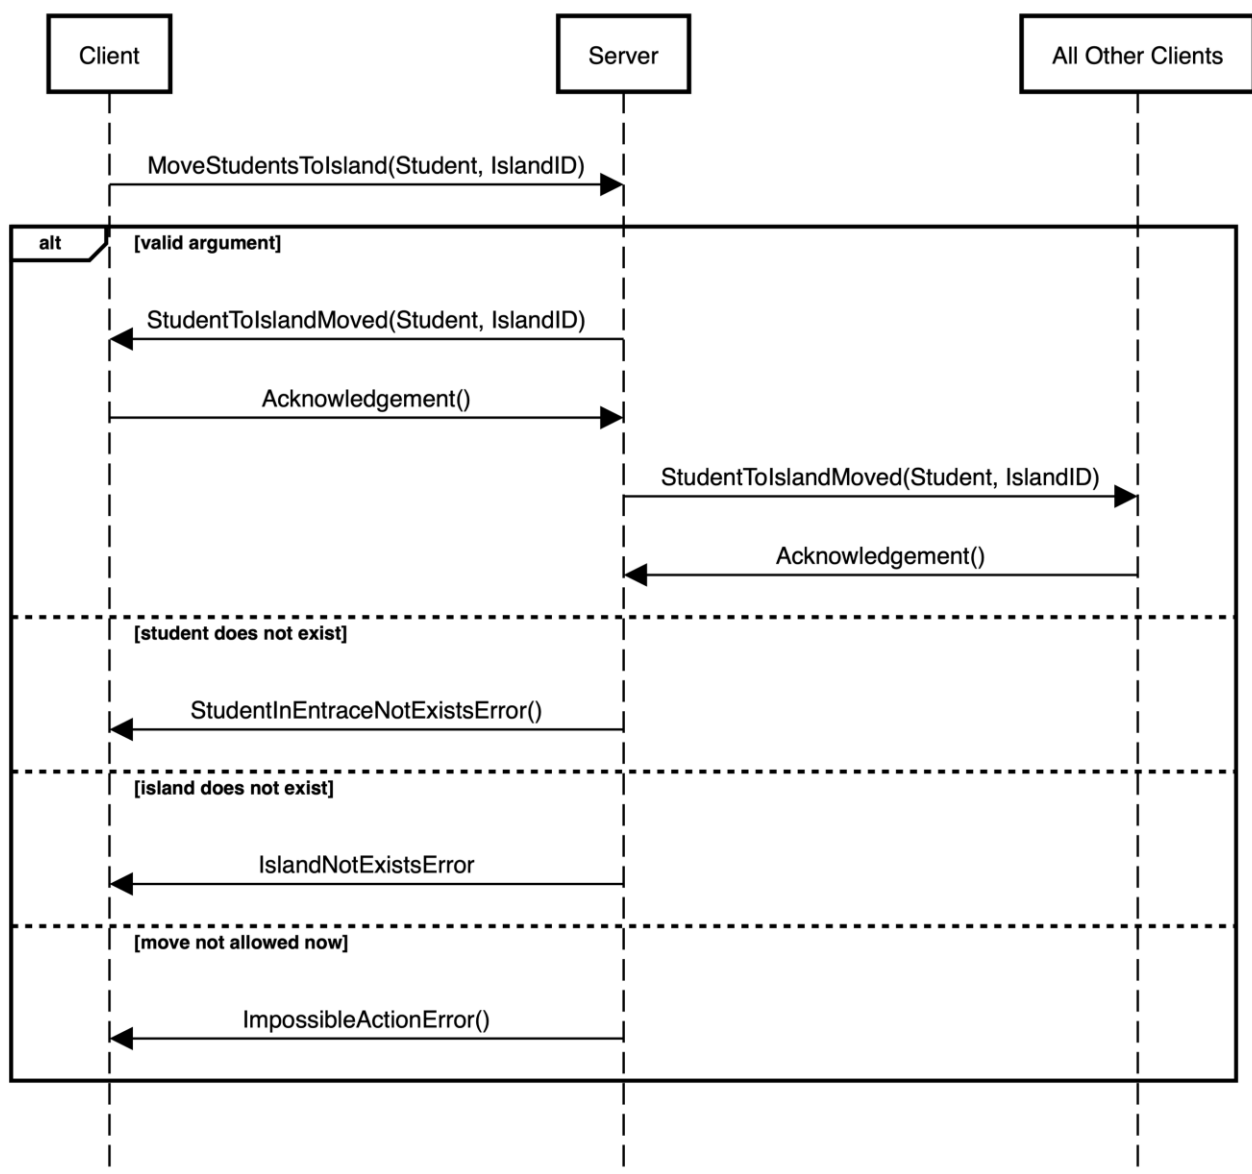 Client
Server
All Other Clients
MoveStudentsToIsland(Student, IslandID)
alt
[valid argument]
StudentToIslandMoved(Student, IslandID)
Acknowledgement()
StudentToIslandMoved(Student, IslandID)
Acknowledgement()
[student does not exist]
StudentInEntraceNotExistsError()
[island does not exist]
IslandNotExistsError
[move not allowed now]
ImpossibleActionError()